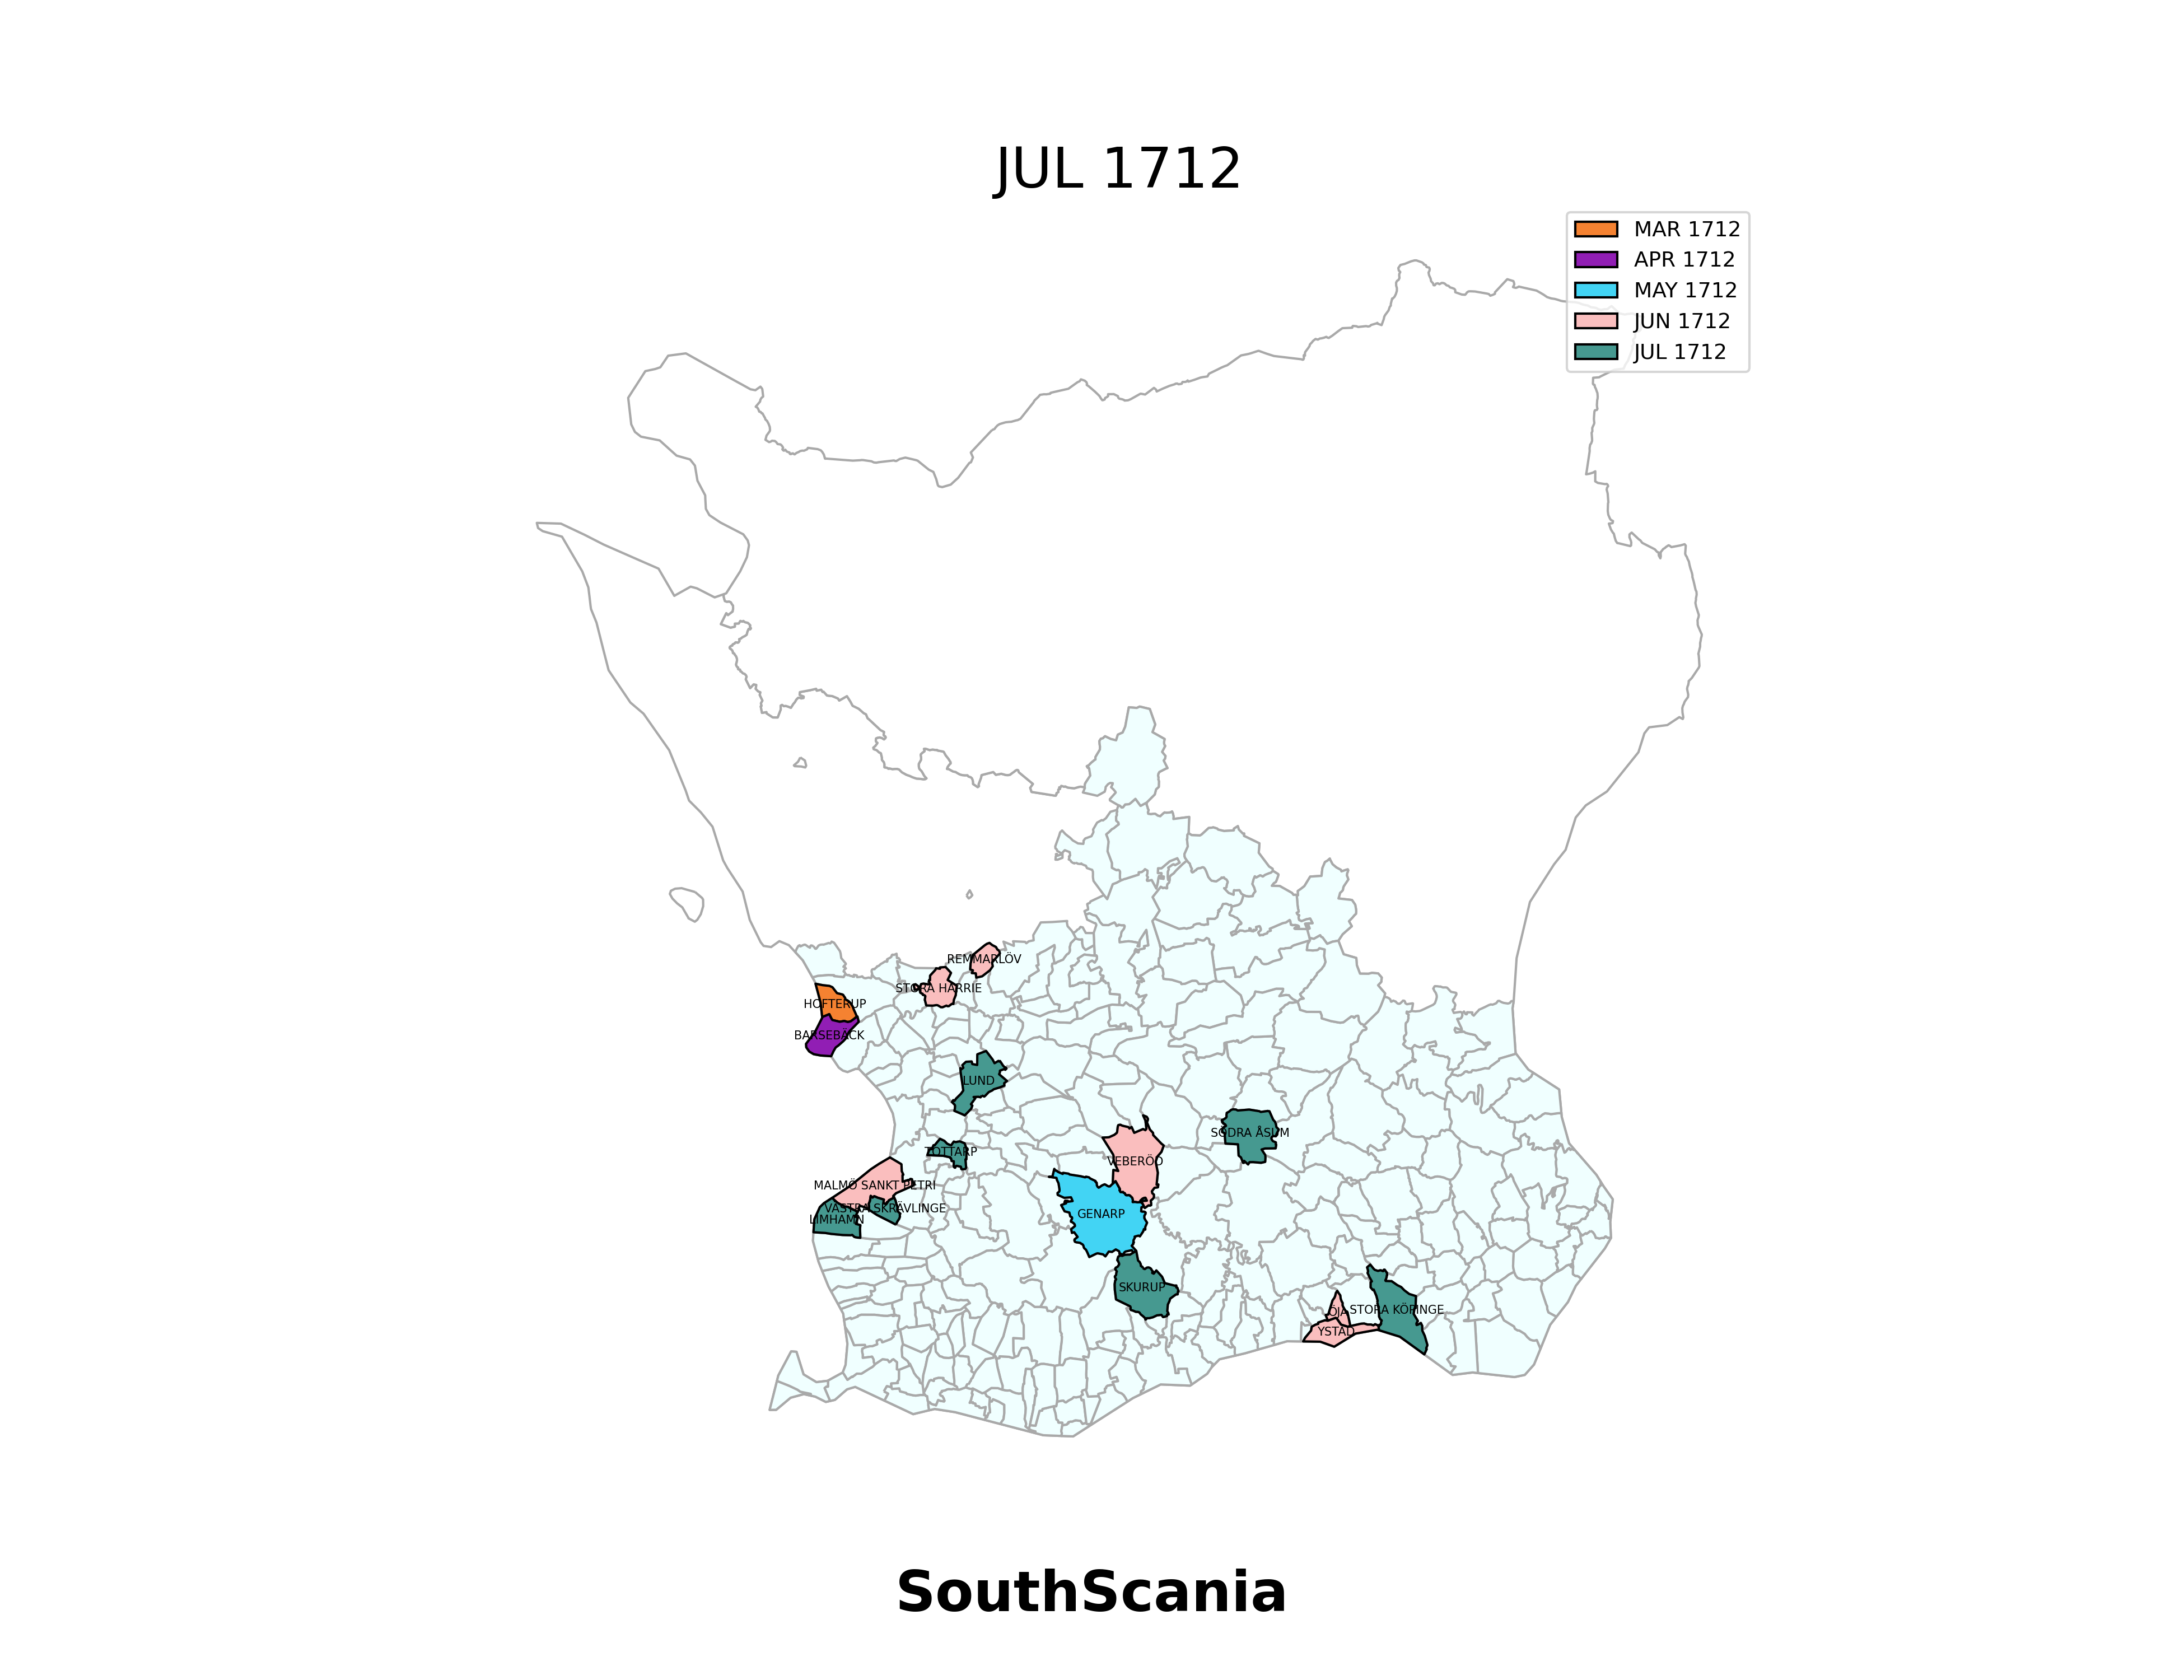 JUL 1712
MAR 1712
APR 1712
MAY 1712
JUN 1712
JUL 1712
REMMARLÖV
STORA HARRIE
HOFTERUP
BARSEBÄCK
LUND
SÖDRA ÅSUM
TOTTARP
VEBERÖD
MALMÖ SANKT PETRI
VÄSTRA SKRÄVLINGE
GENARP
LIMHAMN
SKURUP
STORA KÖPINGE
ÖJA
YSTAD
SouthScania